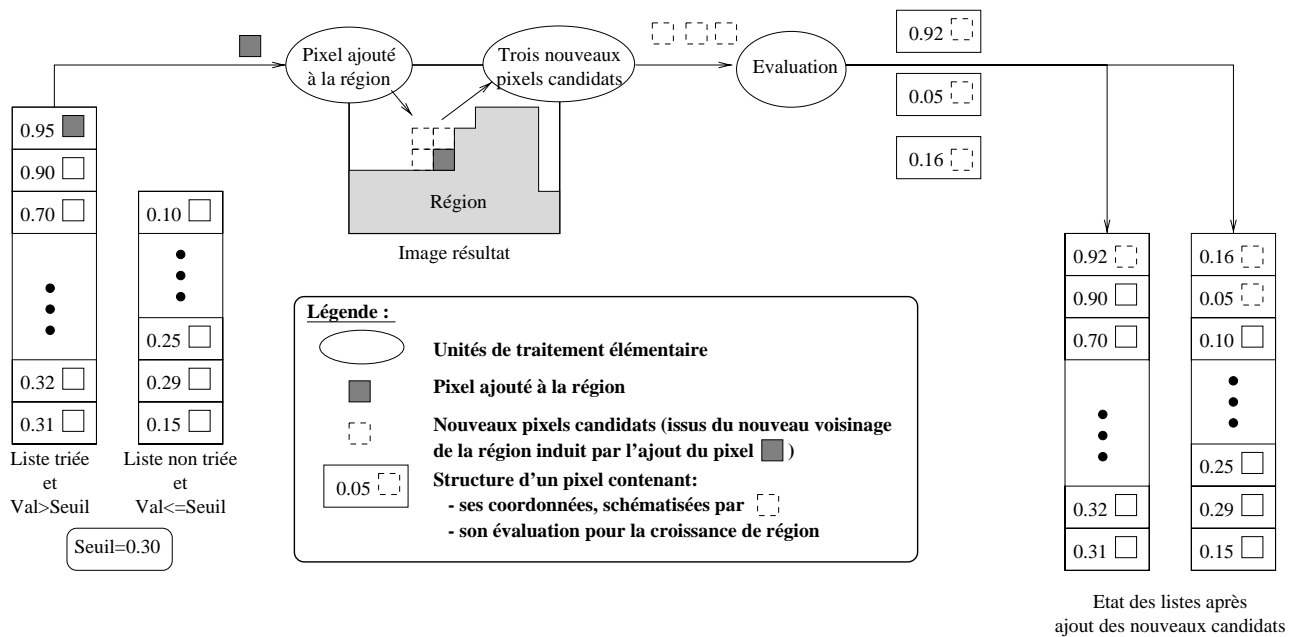 Pixel ajouté
à la région
Trois nouveaux
pixels candidats
Evaluation
0.92
0.05
0.16
0.95
0.90
0.70
0.32
0.31
Liste triée
et
Val>Seuil
0.10
0.25
0.29
0.15
Liste non triée
et
Val<=Seuil
Seuil=0.30
Région
Image résultat
Légende :
Unités de traitement élémentaire
Pixel ajouté à la région
Nouveaux pixels candidats (issus du nouveau voisinage
de la région induit par l'ajout du pixel )
0.05
Structure d'un pixel contenant:
- ses coordonnées, schématisées par
- son évaluation pour la croissance de région
0.92
0.90
0.70
0.32
0.31
0.16
0.05
0.10
0.25
0.29
0.15
Etat des listes après
ajout des nouveaux candidats